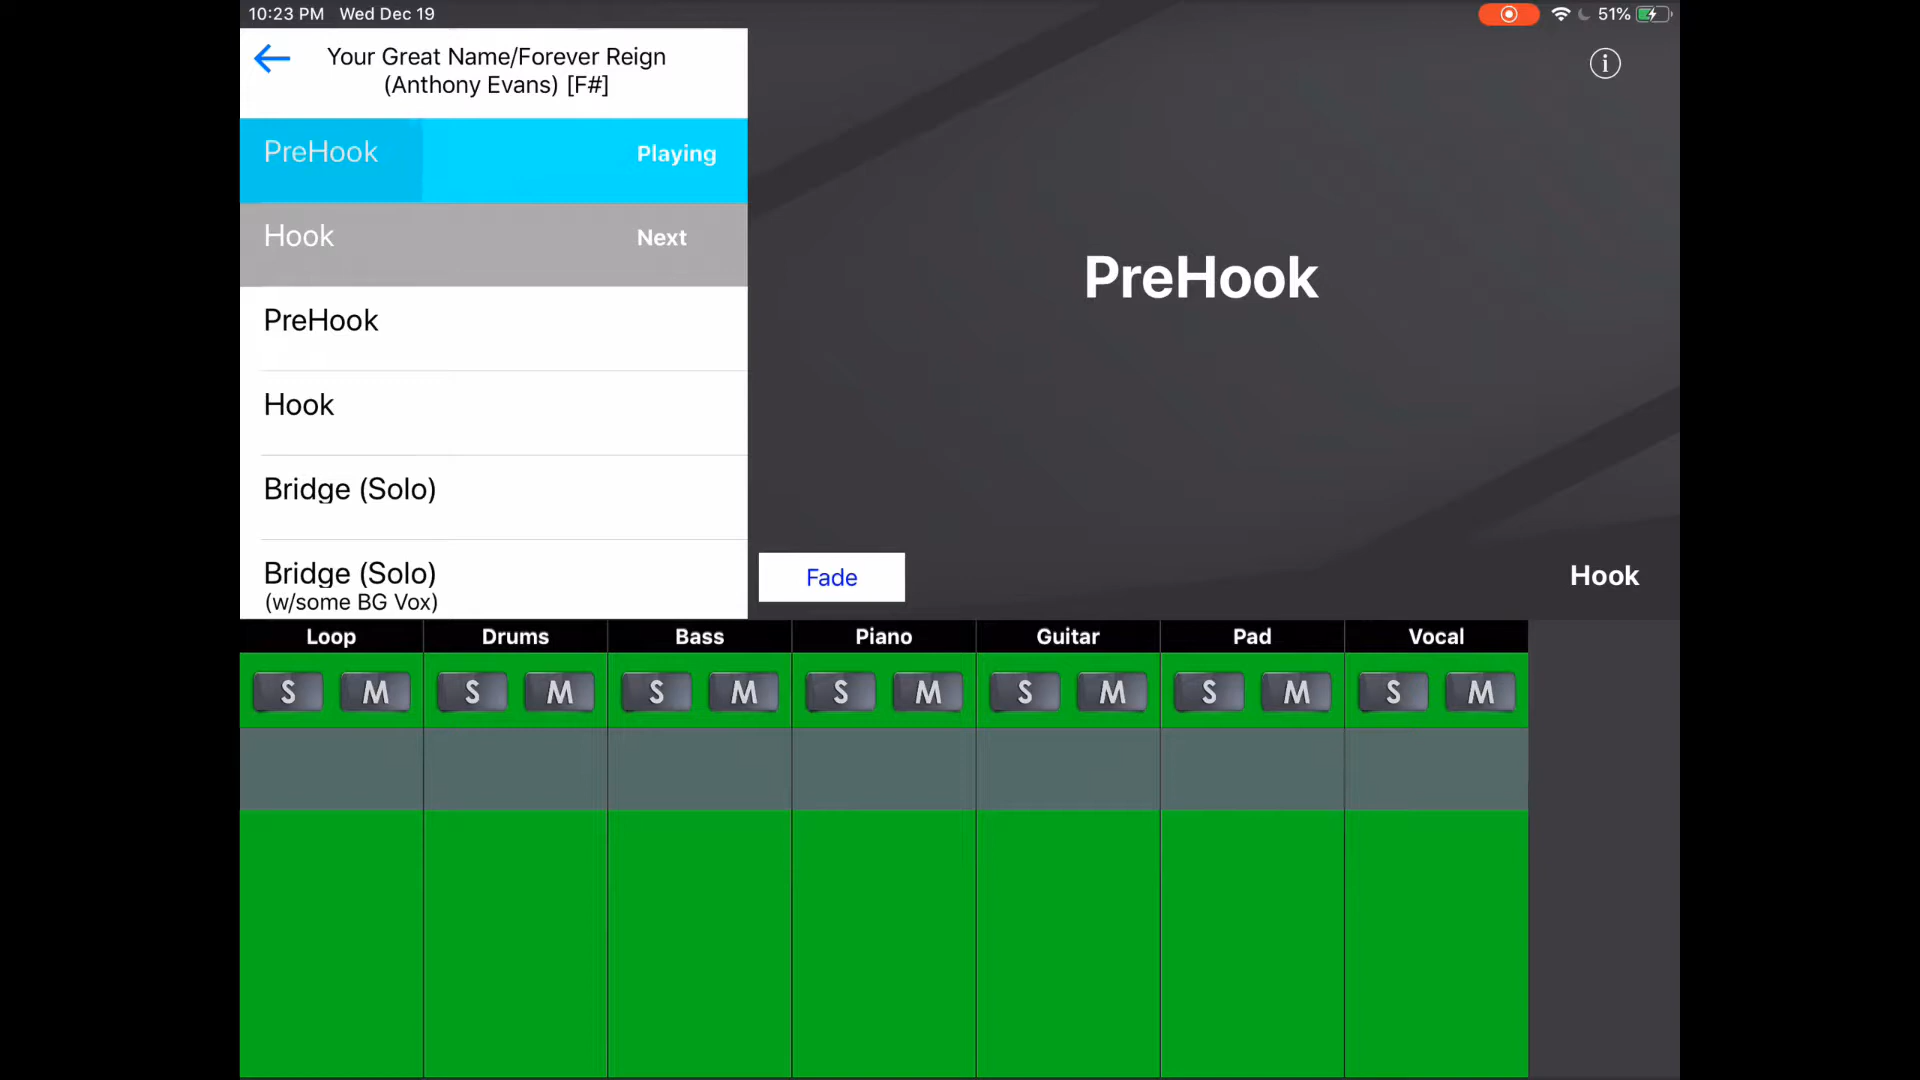 10:23 PM Wed Dec 19
51%
Your Great Name/Forever Reign
(Anthony Evans) [F#]
PreHook Playing
Hook Next
PreHook
Hook
Bridge (Solo)
Bridge (Solo)
(w/some BG Vox)
i
PreHook
Fade
Hook
Loop Drums Bass Piano Guitar Pad Vocal
S M S M S M S M S M S M S M